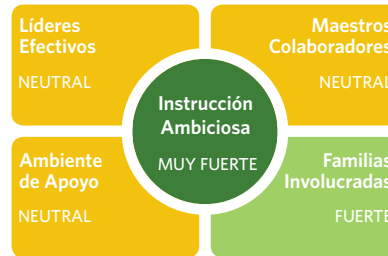 Líderes
Efectivos
NEUTRAL
Maestros
Colaboradores
NEUTRAL
Instrucción
Ambiciosa
MUY FUERTE
Ambiente
de Apoyo
NEUTRAL
Familias
Involucradas
FUERTE